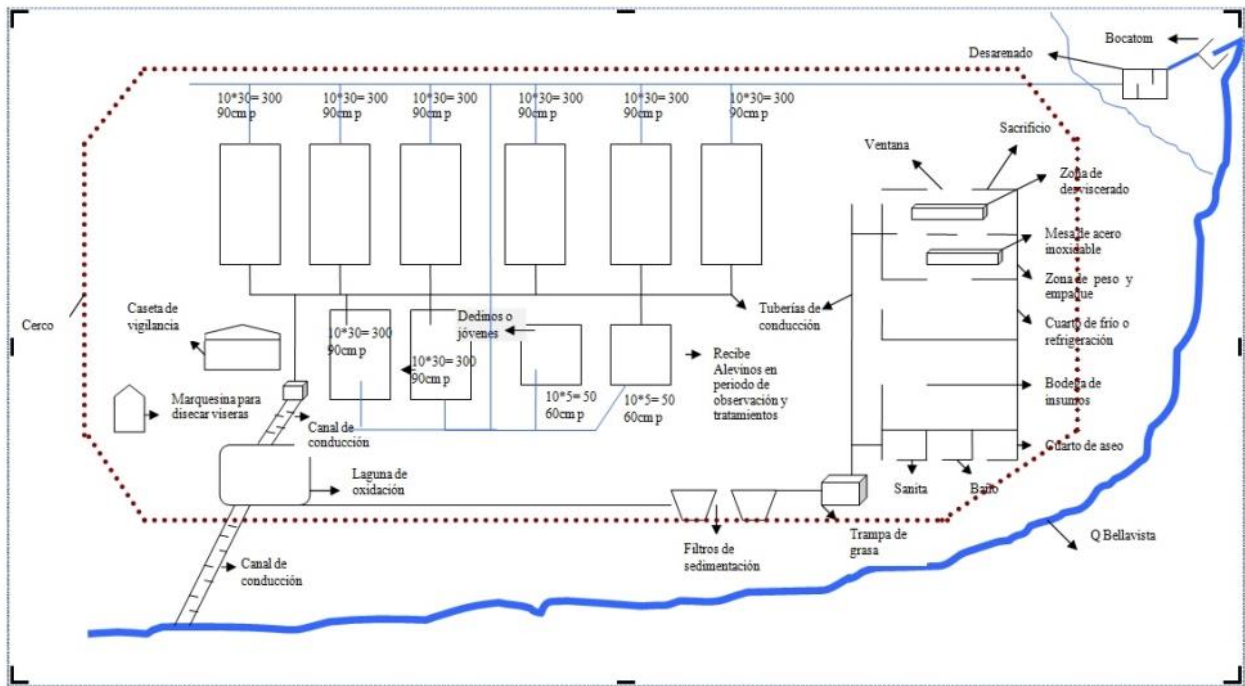 Bocatom
Desarenado
10*30= 300
90cm p
10*30= 300
90cm p
10*30= 300
90cm p
10*30= 300
90cm p
10*30= 300
90cm p
10*30= 300
90cm p
Ventana
Sacrificio
Zona de
desviscerado
Mesa de acero
inoxidable
Zona de peso y
empaque
Cuarto de frío o
refrigeración
Bodega de
insumos
Cuarto de aseo
Sanita
Baño
Cerco
Caseta de
vigilancia
Marquesina para
disecar viseras
10*30= 300
90cm p
10*30= 300
90cm p
Dedinos o
jóvenes
10*5= 50
60cm p
10*5= 50
60cm p
Tuberías de
conducción
Recibe
Alevinos en
periodo de
observación y
tratamientos
Canal de
conducción
Laguna de
oxidación
Canal de
conducción
Filtros de
sedimentación
Trampa de
grasa
Q Bellavista